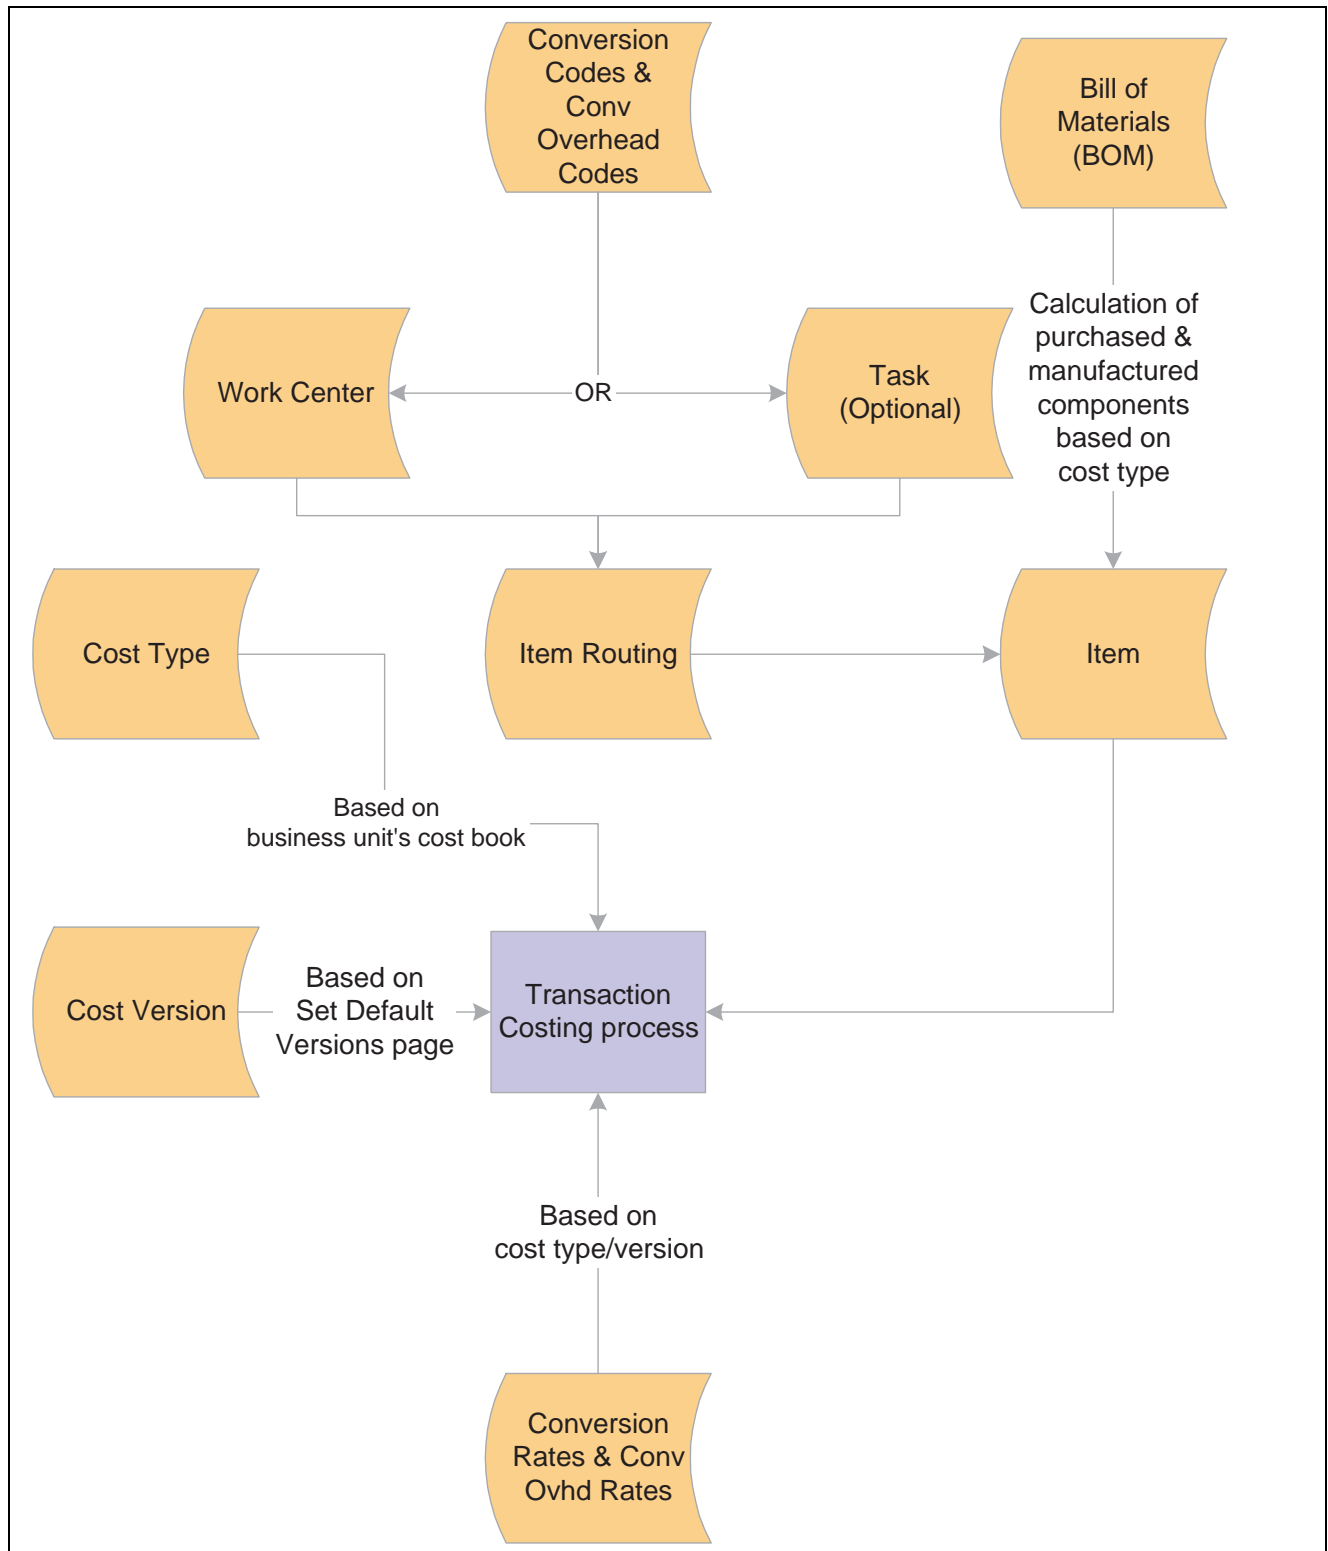 Conversion
Codes &
Conv
Overhead
Codes
Bill of
Materials
(BOM)
Calculation of
purchased &
manufactured
components
based on
cost type
Work Center
OR
Task
(Optional)
Cost Type
Item Routing
Item
Based on
business unit's cost book
Cost Version
Based on
Set Default
Versions page
Transaction
Costing process
Based on
cost type/version
Conversion
Rates & Conv
Ovhd Rates